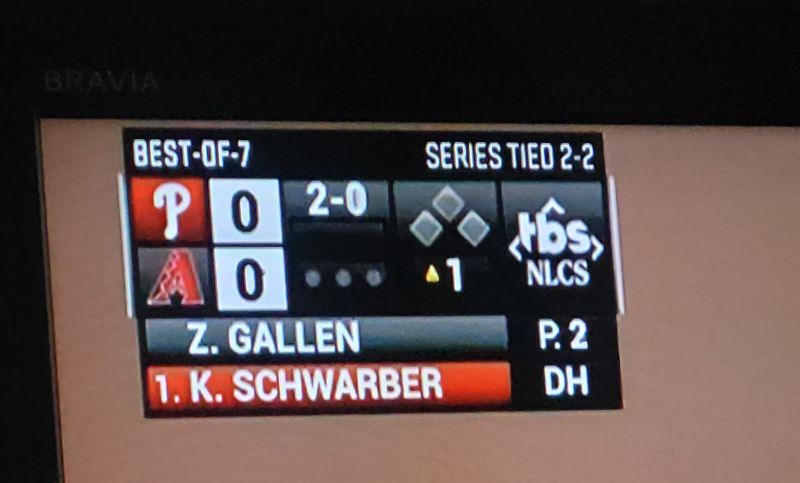 BRAVIA
BEST-OF-7 SERIES TIED 2-2
P 0 2-0
A 0 1
tbs
NLCS
Z. GALLEN P. 2
1. K. SCHWARBER DH